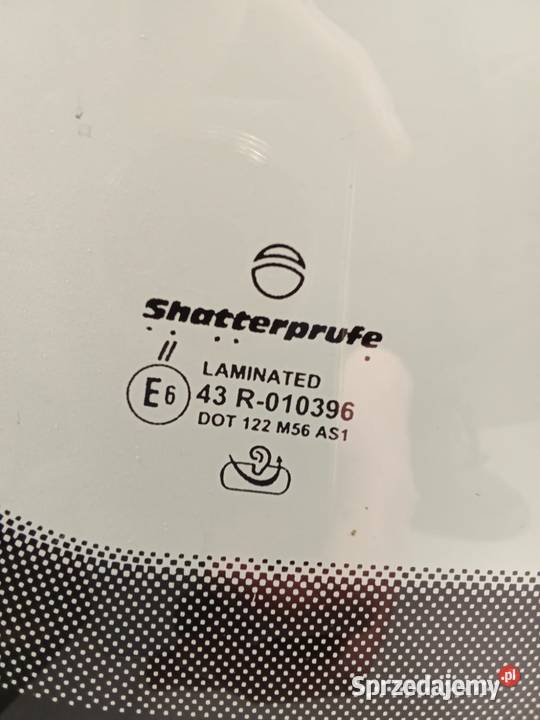 Shatterprufe
//
LAMINATED
E6
43 R-010396
DOT 122 M56 AS1
Sprzedajemy.pl